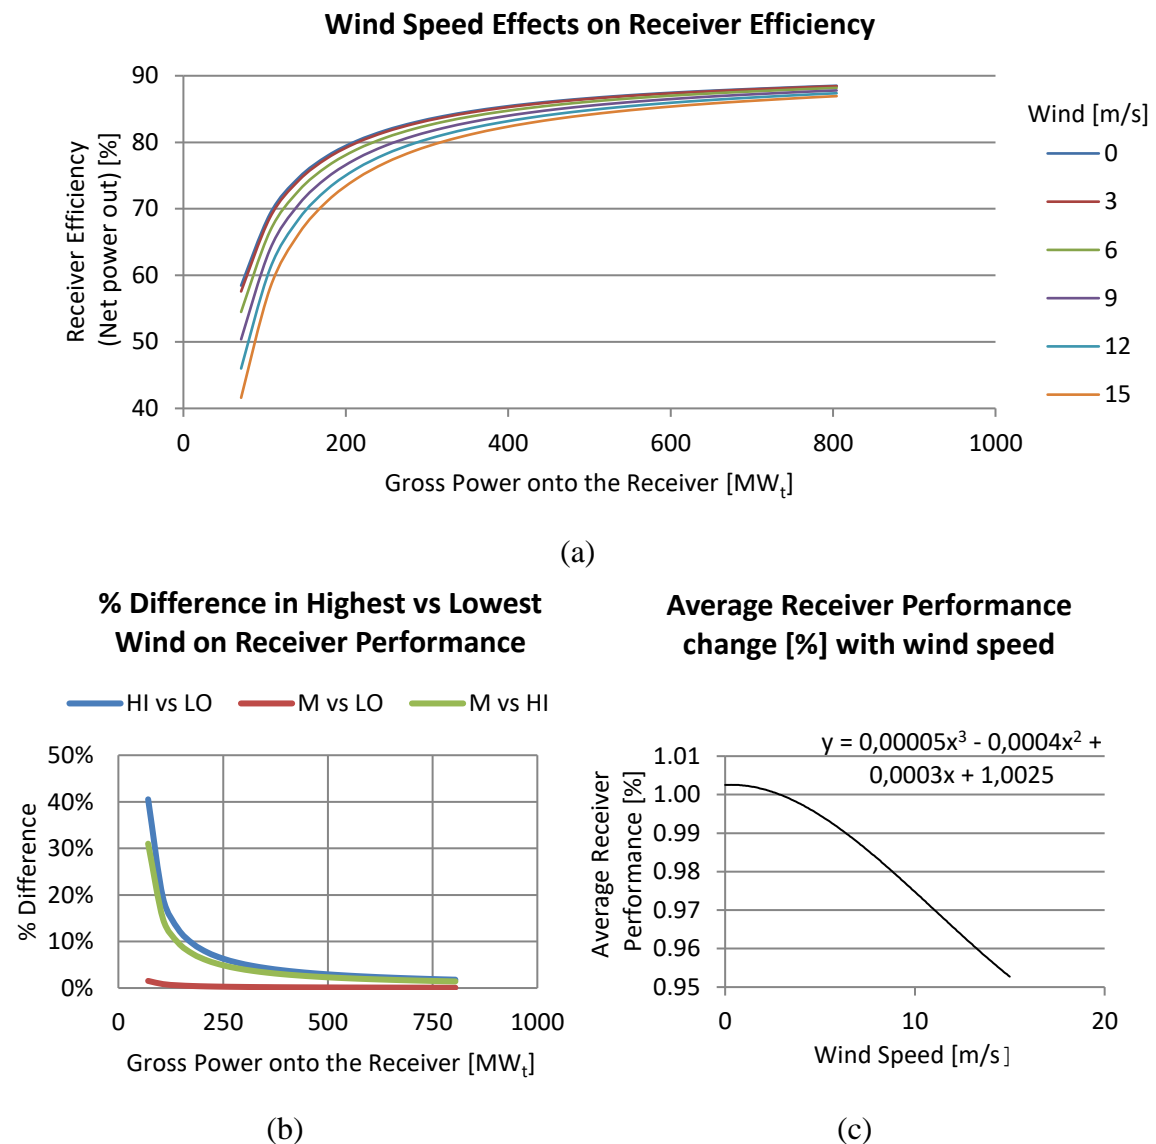 Wind Speed Effects on Receiver Efficiency
90
80
70
60
50
40
Receiver Efficiency
(Net power out) [%]
0 200 400 600 800 1000
Gross Power onto the Receiver [MWt]
Wind [m/s]
0
3
6
9
12
15
(a)
% Difference in Highest vs Lowest
Wind on Receiver Performance
HI vs LO M vs LO M vs HI
50%
40%
30%
20%
10%
0%
% Difference
0 250 500 750 1000
Gross Power onto the Receiver [MWt]
(b)
Average Receiver Performance
change [%] with wind speed
y = 0,00005x³ - 0,0004x² +
0,0003x + 1,0025
1.01
1.00
0.99
0.98
0.97
0.96
0.95
Average Receiver
Performance [%]
0 10 20
Wind Speed [m/s]
(c)